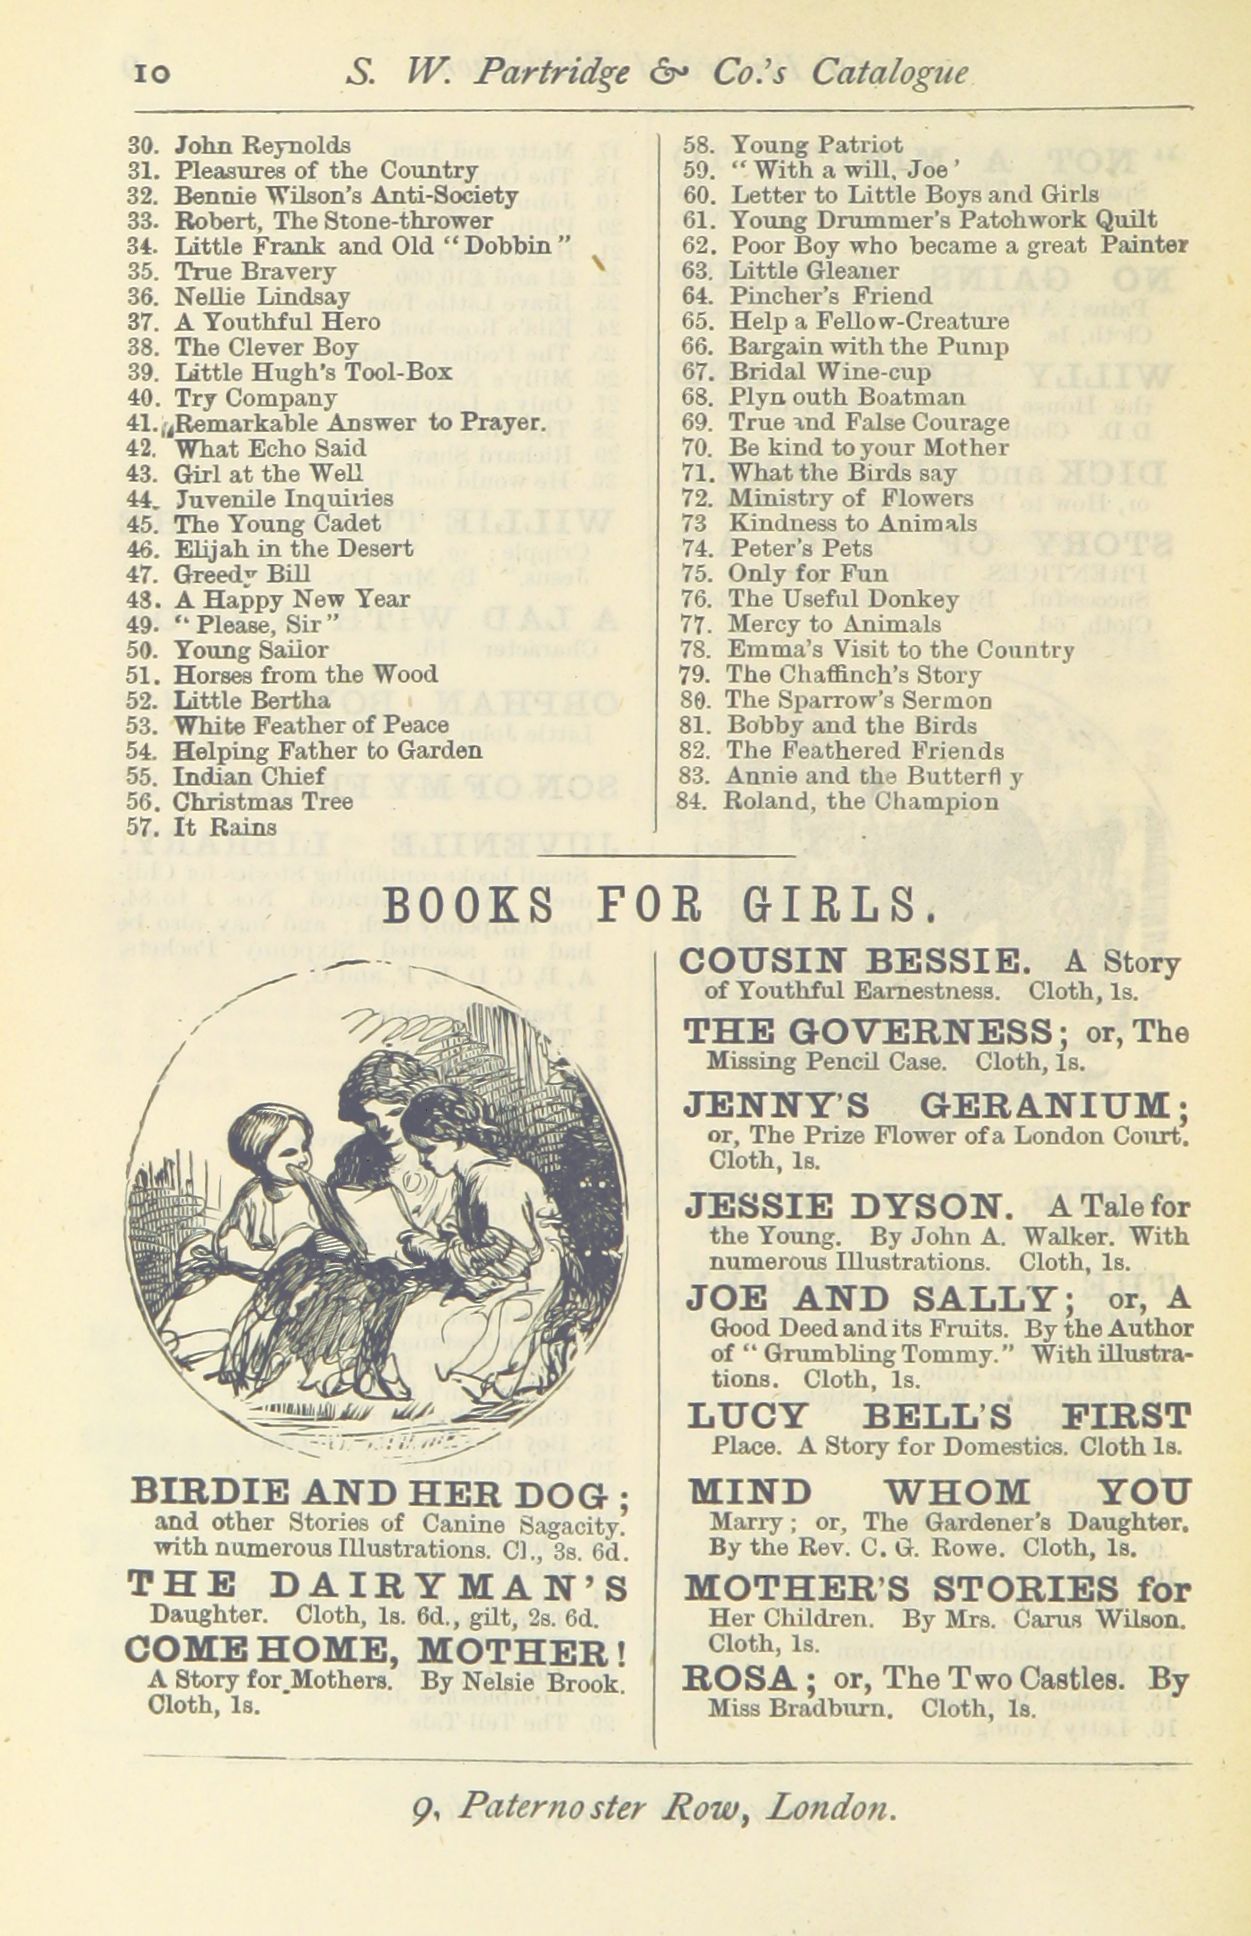 10 S. W. Partridge & Co.'s Catalogue
30. John Reynolds
31. Pleasures of the Country
32. Bennie Wilson's Anti-Society
33. Robert, The Stone-thrower
34. Little Frank and Old "Dobbin"
35. True Bravery
36. Nellie Lindsay
37. A Youthful Hero
38. The Clever Boy
39. Little Hugh's Tool-Box
40. Try Company
41. Remarkable Answer to Prayer.
42. What Echo Said
43. Girl at the Well
44. Juvenile Inquiries
45. The Young Cadet
46. Elijah in the Desert
47. Greedy Bill
48. A Happy New Year
49. "Please, Sir"
50. Young Sailor
51. Horses from the Wood
52. Little Bertha
53. White Feather of Peace
54. Helping Father to Garden
55. Indian Chief
56. Christmas Tree
57. It Rains
58. Young Patriot
59. "With a will, Joe'
60. Letter to Little Boys and Girls
61. Young Drummer's Patchwork Quilt
62. Poor Boy who became a great Painter
63. Little Gleaner
64. Pincher's Friend
65. Help a Fellow-Creature
66. Bargain with the Pump
67. Bridal Wine-cup
68. Plyn outh Boatman
69. True and False Courage
70. Be kind to your Mother
71. What the Birds say
72. Ministry of Flowers
73 Kindness to Animals
74. Peter's Pets
75. Only for Fun
76. The Useful Donkey
77. Mercy to Animals
78. Emma's Visit to the Country
79. The Chaffinch's Story
80. The Sparrow's Sermon
81. Bobby and the Birds
82. The Feathered Friends
83. Annie and the Butterfl y
84. Roland, the Champion
BOOKS FOR GIRLS.
BIRDIE AND HER DOG;
and other Stories of Canine Sagacity.
with numerous Illustrations. Cl., 3s. 6d.
THE DAIRYMAN'S
Daughter. Cloth, 1s. 6d., gilt, 2s. 6d.
COME HOME, MOTHER!
A Story for Mothers. By Nelsie Brook.
Cloth, 1s.
COUSIN BESSIE. A Story
of Youthful Earnestness. Cloth, 1s.
THE GOVERNESS; or, The
Missing Pencil Case. Cloth, 1s.
JENNY'S GERANIUM;
or, The Prize Flower of a London Court.
Cloth, 1s.
JESSIE DYSON. A Tale for
the Young. By John A. Walker. With
numerous Illustrations. Cloth, 1s.
JOE AND SALLY; or, A
Good Deed and its Fruits. By the Author
of "Grumbling Tommy." With illustra-
tions. Cloth, 1s.
LUCY BELL'S FIRST
Place. A Story for Domestics. Cloth 1s.
MIND WHOM YOU
Marry; or, The Gardener's Daughter.
By the Rev. C. G. Rowe. Cloth, 1s.
MOTHER'S STORIES for
Her Children. By Mrs. Carus Wilson.
Cloth, 1s.
ROSA; or, The Two Castles. By
Miss Bradburn. Cloth, 1s.
9, Paternoster Row, London.